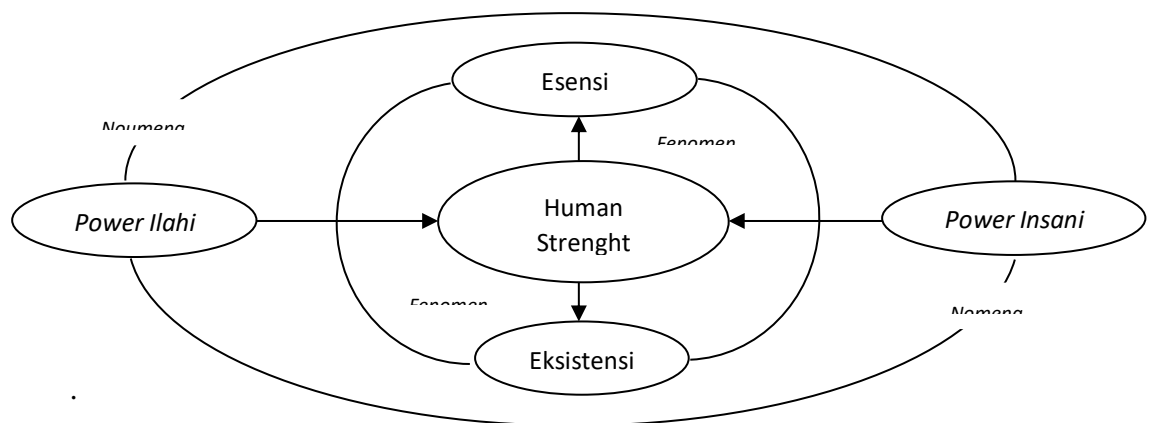 Esensi
Noumena
Fenomen
Power Ilahi
Human
Strenght
Power Insani
Fenomen
Nomena
Eksistensi
.